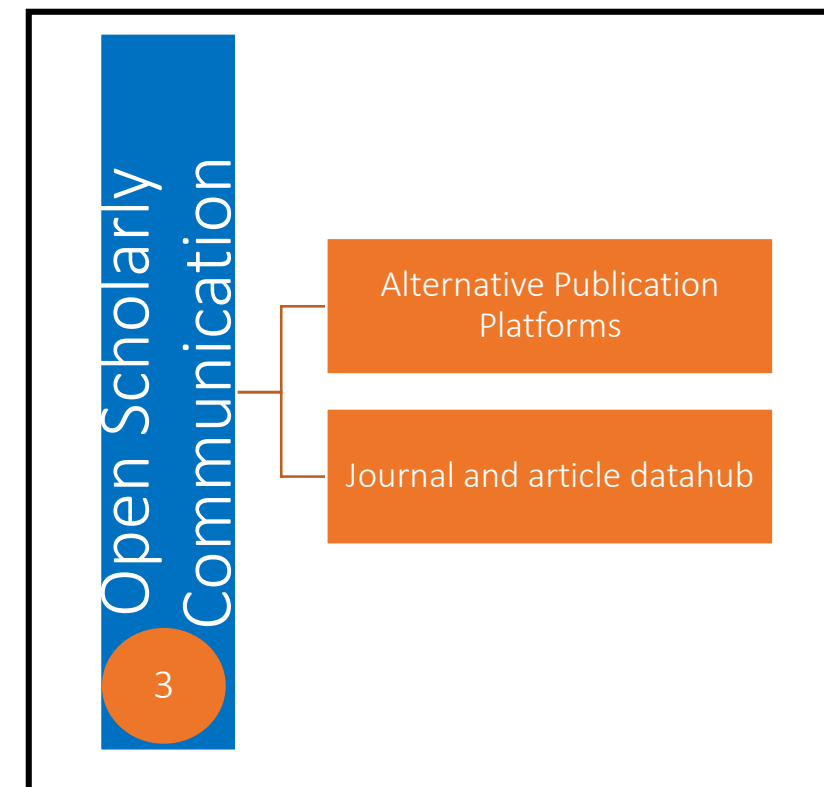 Open Scholarly
Communication
3
Alternative Publication
Platforms
Journal and article datahub